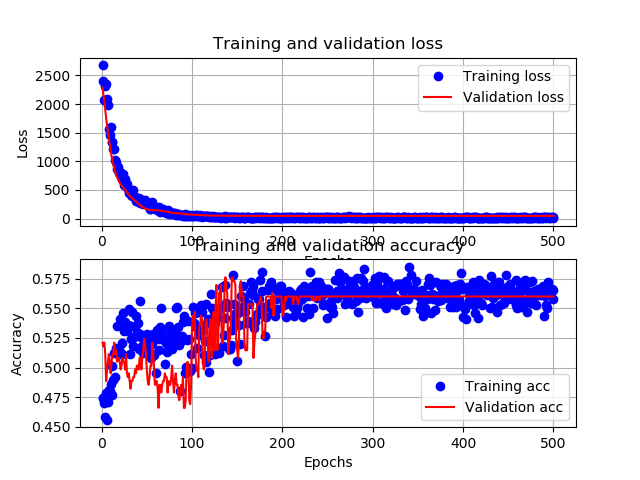 Training and validation loss
2500
2000
1500
1000
500
0
Loss
Training loss
Validation loss
0 100 200 300 400 500
Epochs
Training and validation accuracy
0.575
0.550
0.525
0.500
0.475
0.450
Accuracy
Training acc
Validation acc
0 100 200 300 400 500
Epochs